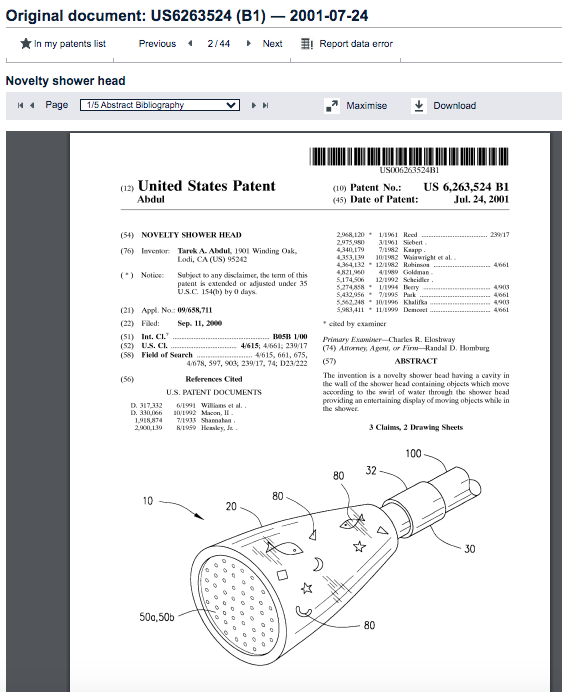 Original document: US6263524 (B1) — 2001-07-24
In my patents list Previous 2/44 Next Report data error
Novelty shower head
Page 1/5 Abstract Bibliography Maximise Download
US006263524B1
(12) United States Patent
Abdul
(10) Patent No.: US 6,263,524 B1
(45) Date of Patent: Jul. 24, 2001
(54) NOVELTY SHOWER HEAD
(76) Inventor: Tarek A. Abdul, 1901 Winding Oak,
Lodi, CA (US) 95242
(*) Notice: Subject to any disclaimer, the term of this
patent is extended or adjusted under 35
U.S.C. 154(b) by 0 days.
(21) Appl. No.: 09/658,711
(22) Filed: Sep. 11, 2000
(51) Int. Cl.7 B05B 1/00
(52) U.S. Cl. 4/615; 4/661; 239/17
(58) Field of Search 4/615, 661, 675,
4/678, 597, 903; 239/17, 74; D23/222
(56) References Cited
U.S. PATENT DOCUMENTS
D. 317,332 6/1991 Williams et al. .
D. 330,066 10/1992 Macon, II .
1,918,874 7/1933 Shannahan .
2,900,139 8/1959 Hensley, Jr. .
2,968,120 * 1/1961 Reed 239/17
2,975,980 3/1961 Siebert .
4,340,179 7/1982 Knapp .
4,353,139 10/1982 Wainwright et al. .
4,364,132 * 12/1982 Robinson 4/661
4,821,960 4/1989 Goldman .
5,174,506 12/1992 Scheidler .
5,274,858 * 1/1994 Berry 4/903
5,432,956 * 7/1995 Park 4/661
5,562,248 * 10/1996 Khalifka 4/903
5,983,411 * 11/1999 Demoret 4/661
* cited by examiner
Primary Examiner—Charles R. Eloshway
(74) Attorney, Agent, or Firm—Randal D. Homburg
(57) ABSTRACT
The invention is a novelty shower head having a cavity in
the wall of the shower head containing objects which move
according to the swirl of water through the shower head
providing an entertaining display of moving objects while in
the shower.
3 Claims, 2 Drawing Sheets
100
32
80
80
10
20
30
50a,50b
80